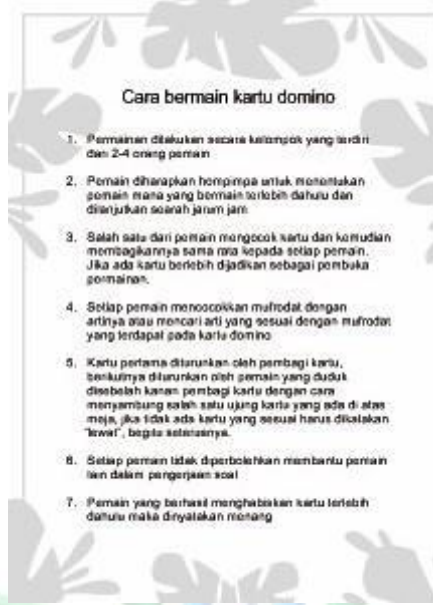 Cara bermain kartu domino
1. Permainan dilakukan secara kelompok yang terdiri
dari 2-4 orang pemain
2. Pemain diharapkan hompimpa untuk menentukan
pemain mana yang bermain terlebih dahulu dan
dilanjutkan searah jarum jam
3. Salah satu dari pemain mengocok kartu dan kemudian
membagikannya sama rata kepada setiap pemain.
Jika ada kartu berlebih dijadikan sebagai pembuka
permainan.
4. Setiap pemain mencocokkan mufrodat dengan
artinya atau mencari arti yang sesuai dengan mufrodat
yang terdapat pada kartu domino
5. Kartu pertama diturunkan oleh pembagi kartu,
berikutnya diturunkan oleh pemain yang duduk
disebelah kanan pembagi kartu dengan cara
menyambung salah satu ujung kartu yang ada di atas
meja, jika tidak ada kartu yang sesuai harus dikatakan
"lewat", begitu seterusnya.
6. Setiap pemain tidak diperbolehkan membantu pemain
lain dalam pengerjaan soal
7. Pemain yang berhasil menghabiskan kartu terlebih
dahulu maka dinyatakan menang